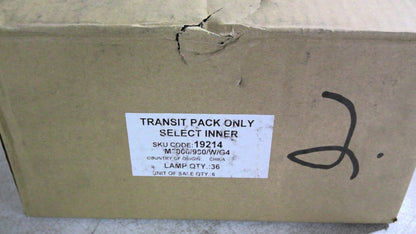 TRANSIT PACK ONLY
SELECT INNER
SKU CODE:19214
COUNTRY OF ORIGIN: CHINA
LAMP QTY: 36
UNIT OF SALE QTY: 6
2.